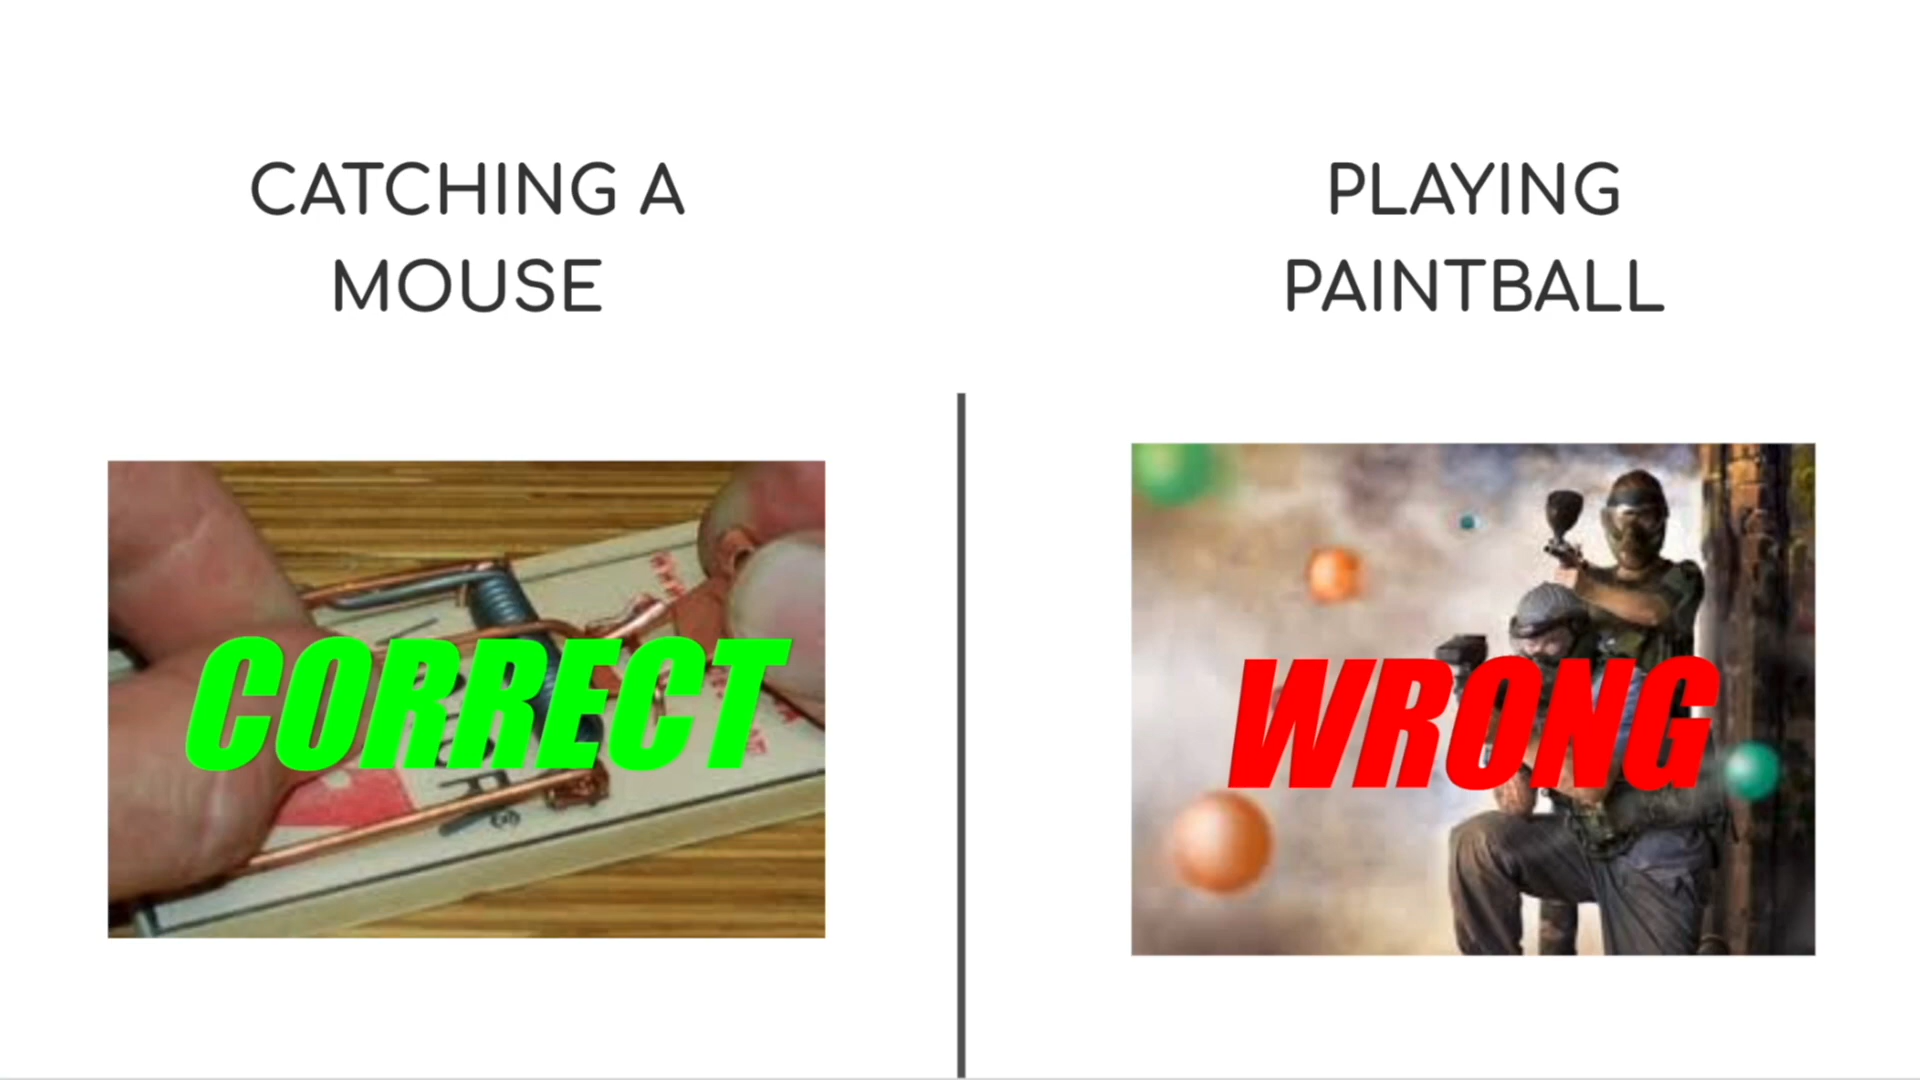 CATCHING A
MOUSE
PLAYING
PAINTBALL
CORRECT
WRONG